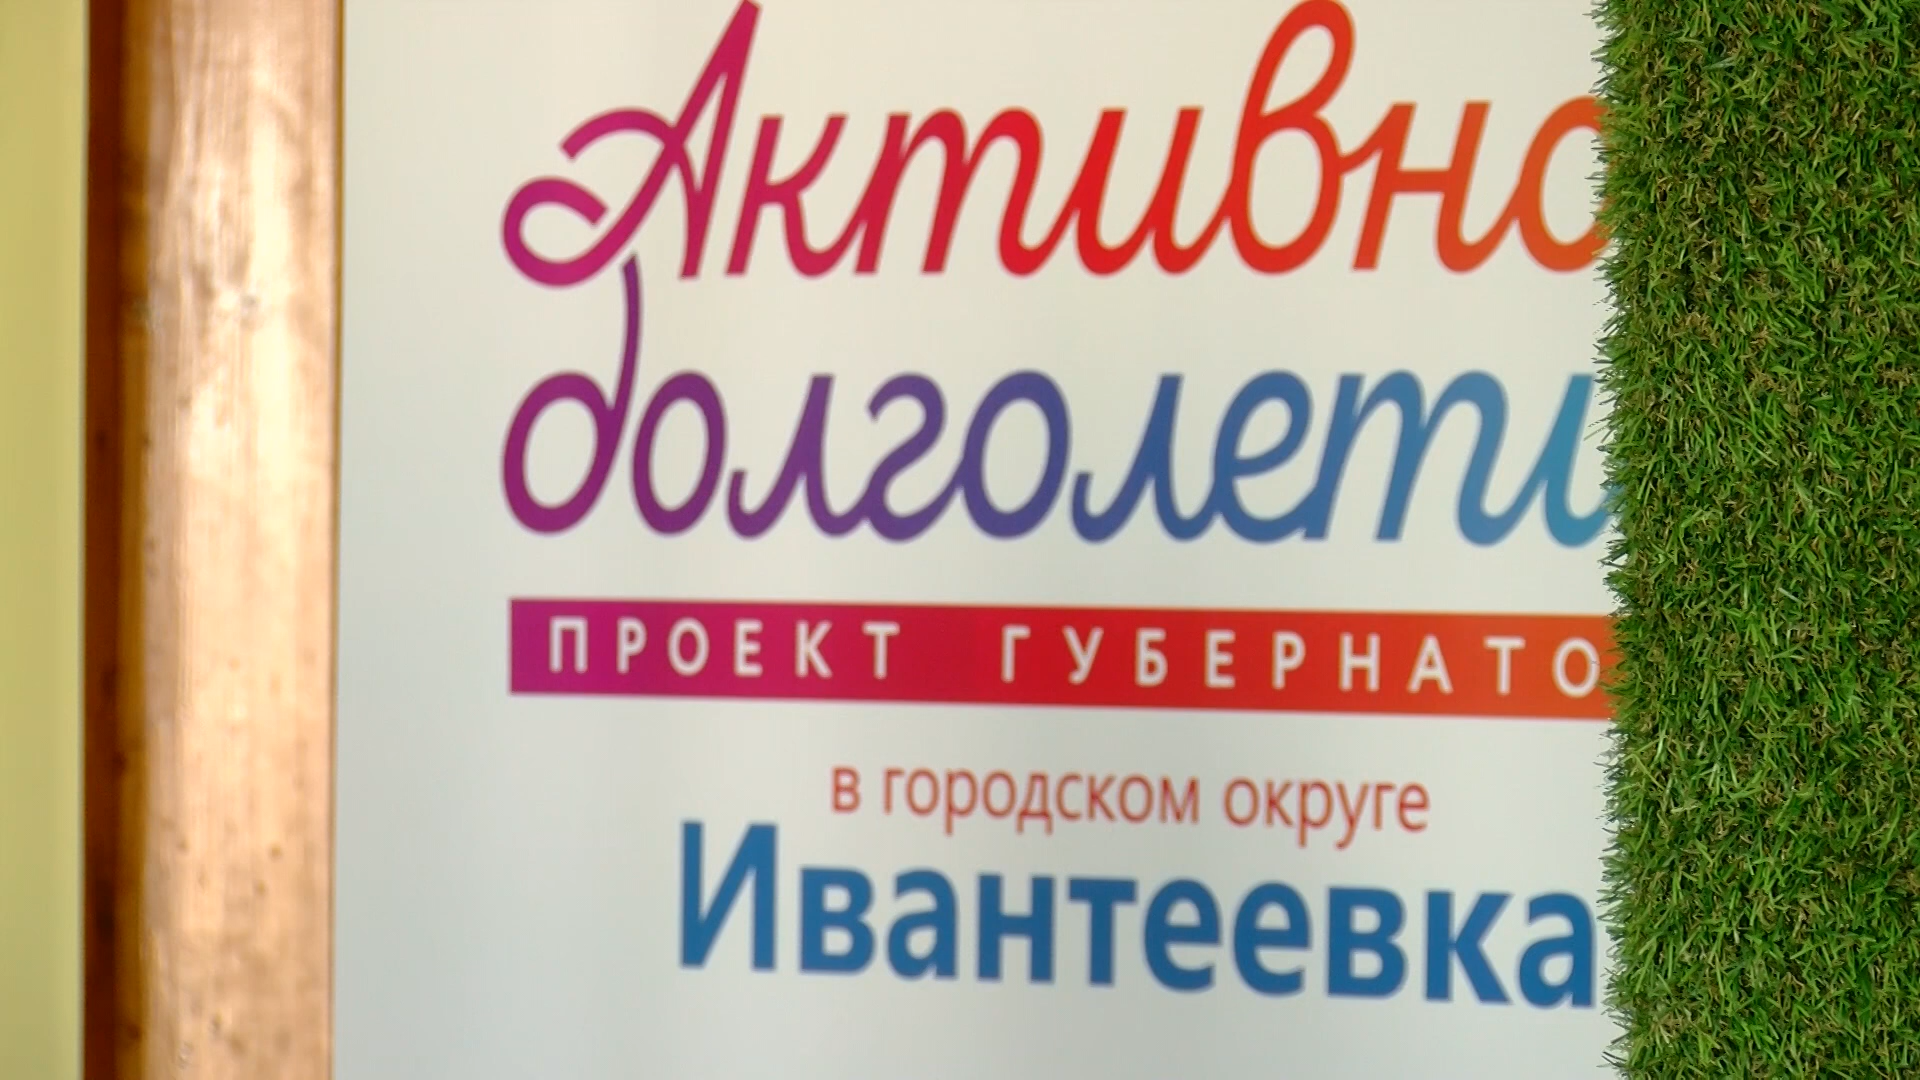 Активно
долголети
ПРОЕКТ ГУБЕРНАТО
в городском округе
Ивантеевка